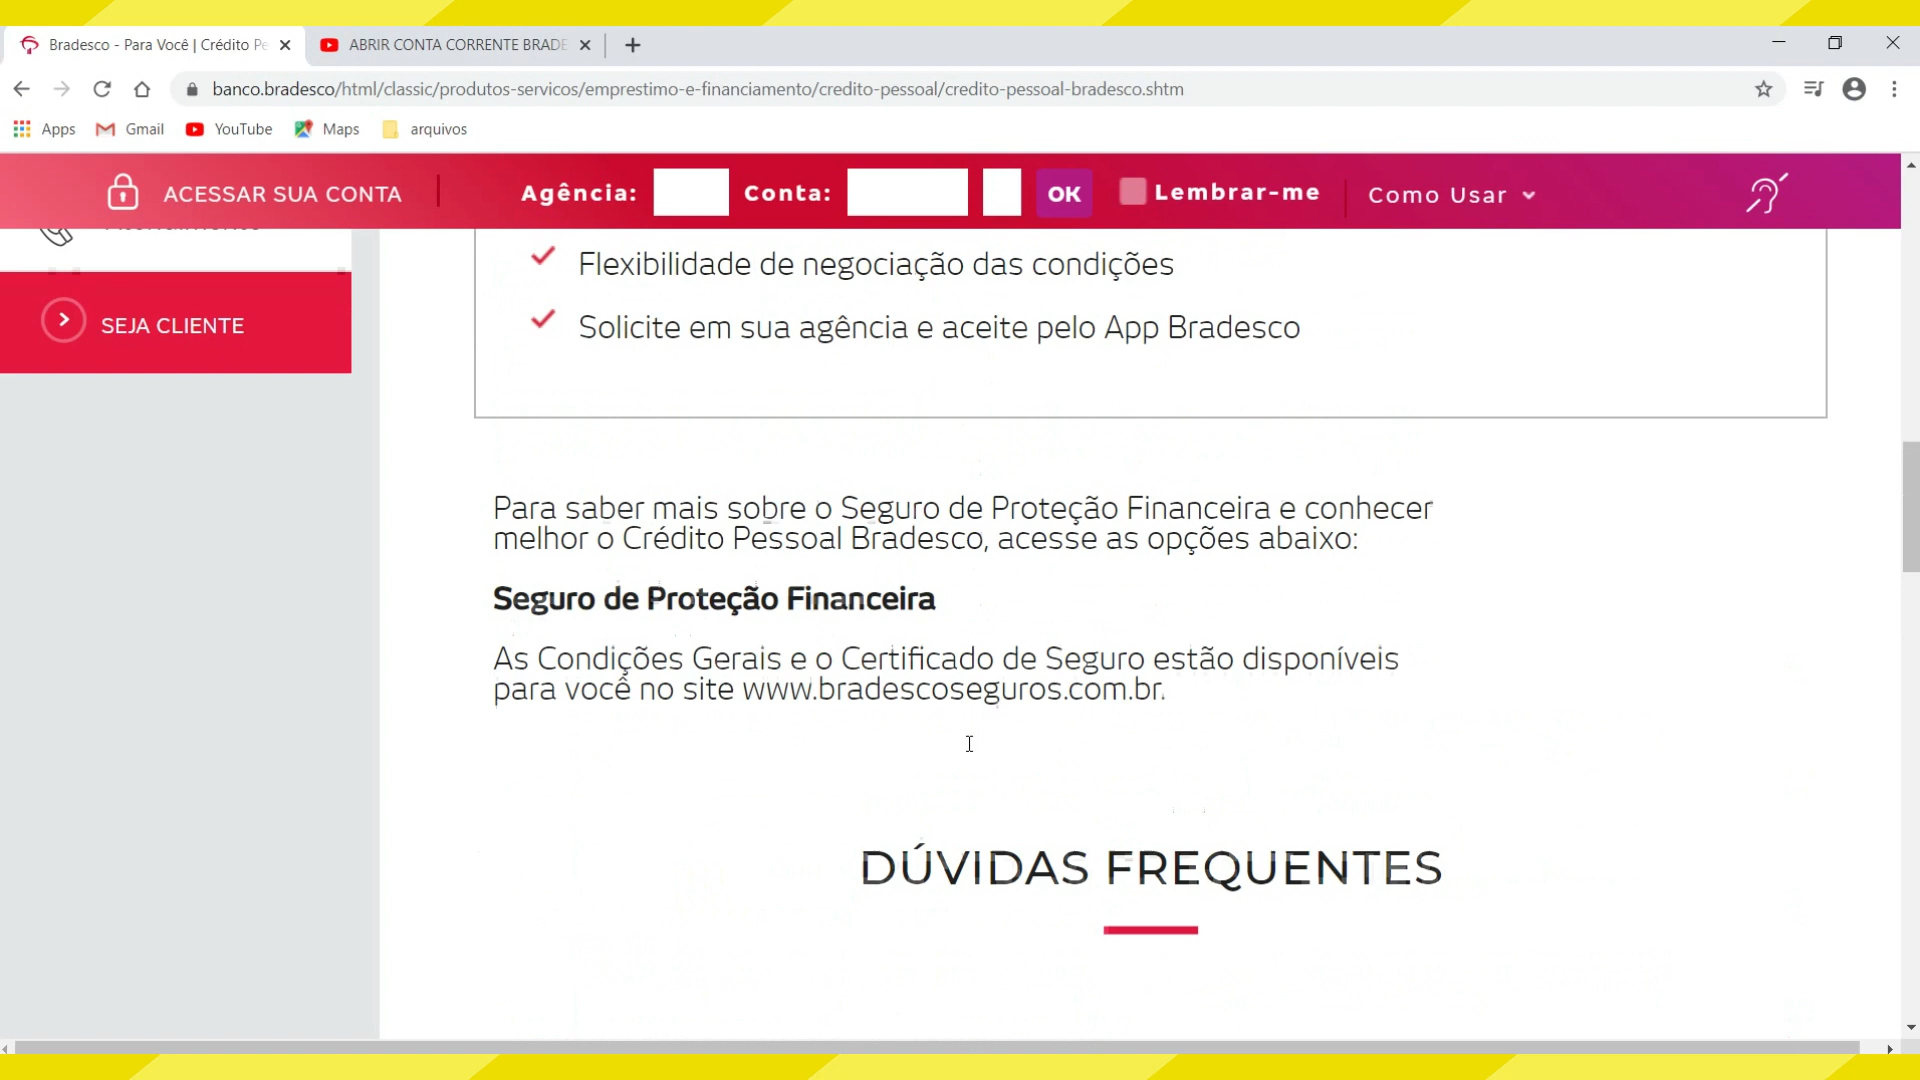 Bradesco - Para Você | Crédito Pe
ABRIR CONTA CORRENTE BRADE
banco.bradesco/html/classic/produtos-servicos/emprestimo-e-financiamento/credito-pessoal/credito-pessoal-bradesco.shtm
Apps Gmail YouTube Maps arquivos
ACESSAR SUA CONTA Agência: Conta: OK Lembrar-me Como Usar
Flexibilidade de negociação das condições
SEJA CLIENTE
Solicite em sua agência e aceite pelo App Bradesco
Para saber mais sobre o Seguro de Proteção Financeira e conhecer
melhor o Crédito Pessoal Bradesco, acesse as opções abaixo:
Seguro de Proteção Financeira
As Condições Gerais e o Certificado de Seguro estão disponíveis
para você no site www.bradescoseguros.com.br.
DÚVIDAS FREQUENTES